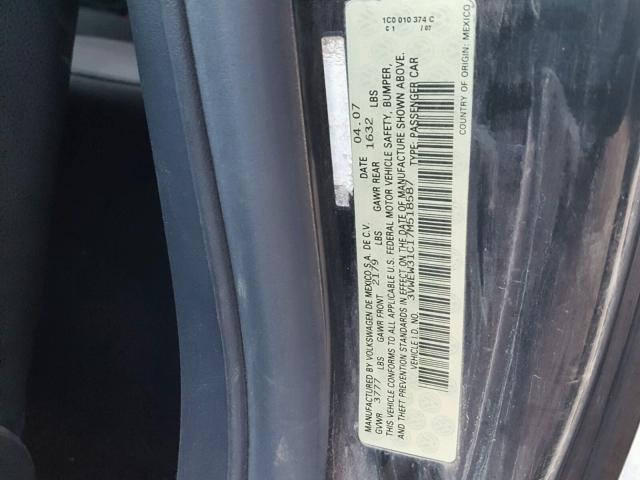 1C0 010 374 C
C 1 / 07
MANUFACTURED BY VOLKSWAGEN DE MEXICO S.A. DE C.V. DATE 04.07
GVWR 3777 LBS GAWR FRONT 2179 LBS GAWR REAR 1632 LBS
THIS VEHICLE CONFORMS TO ALL APPLICABLE U.S. FEDERAL MOTOR VEHICLE SAFETY, BUMPER,
AND THEFT PREVENTION STANDARDS IN EFFECT ON THE DATE OF MANUFACTURE SHOWN ABOVE.
VEHICLE I.D. NO. 3VWEW31C17M518587 TYPE: PASSENGER CAR
COUNTRY OF ORIGIN: MEXICO